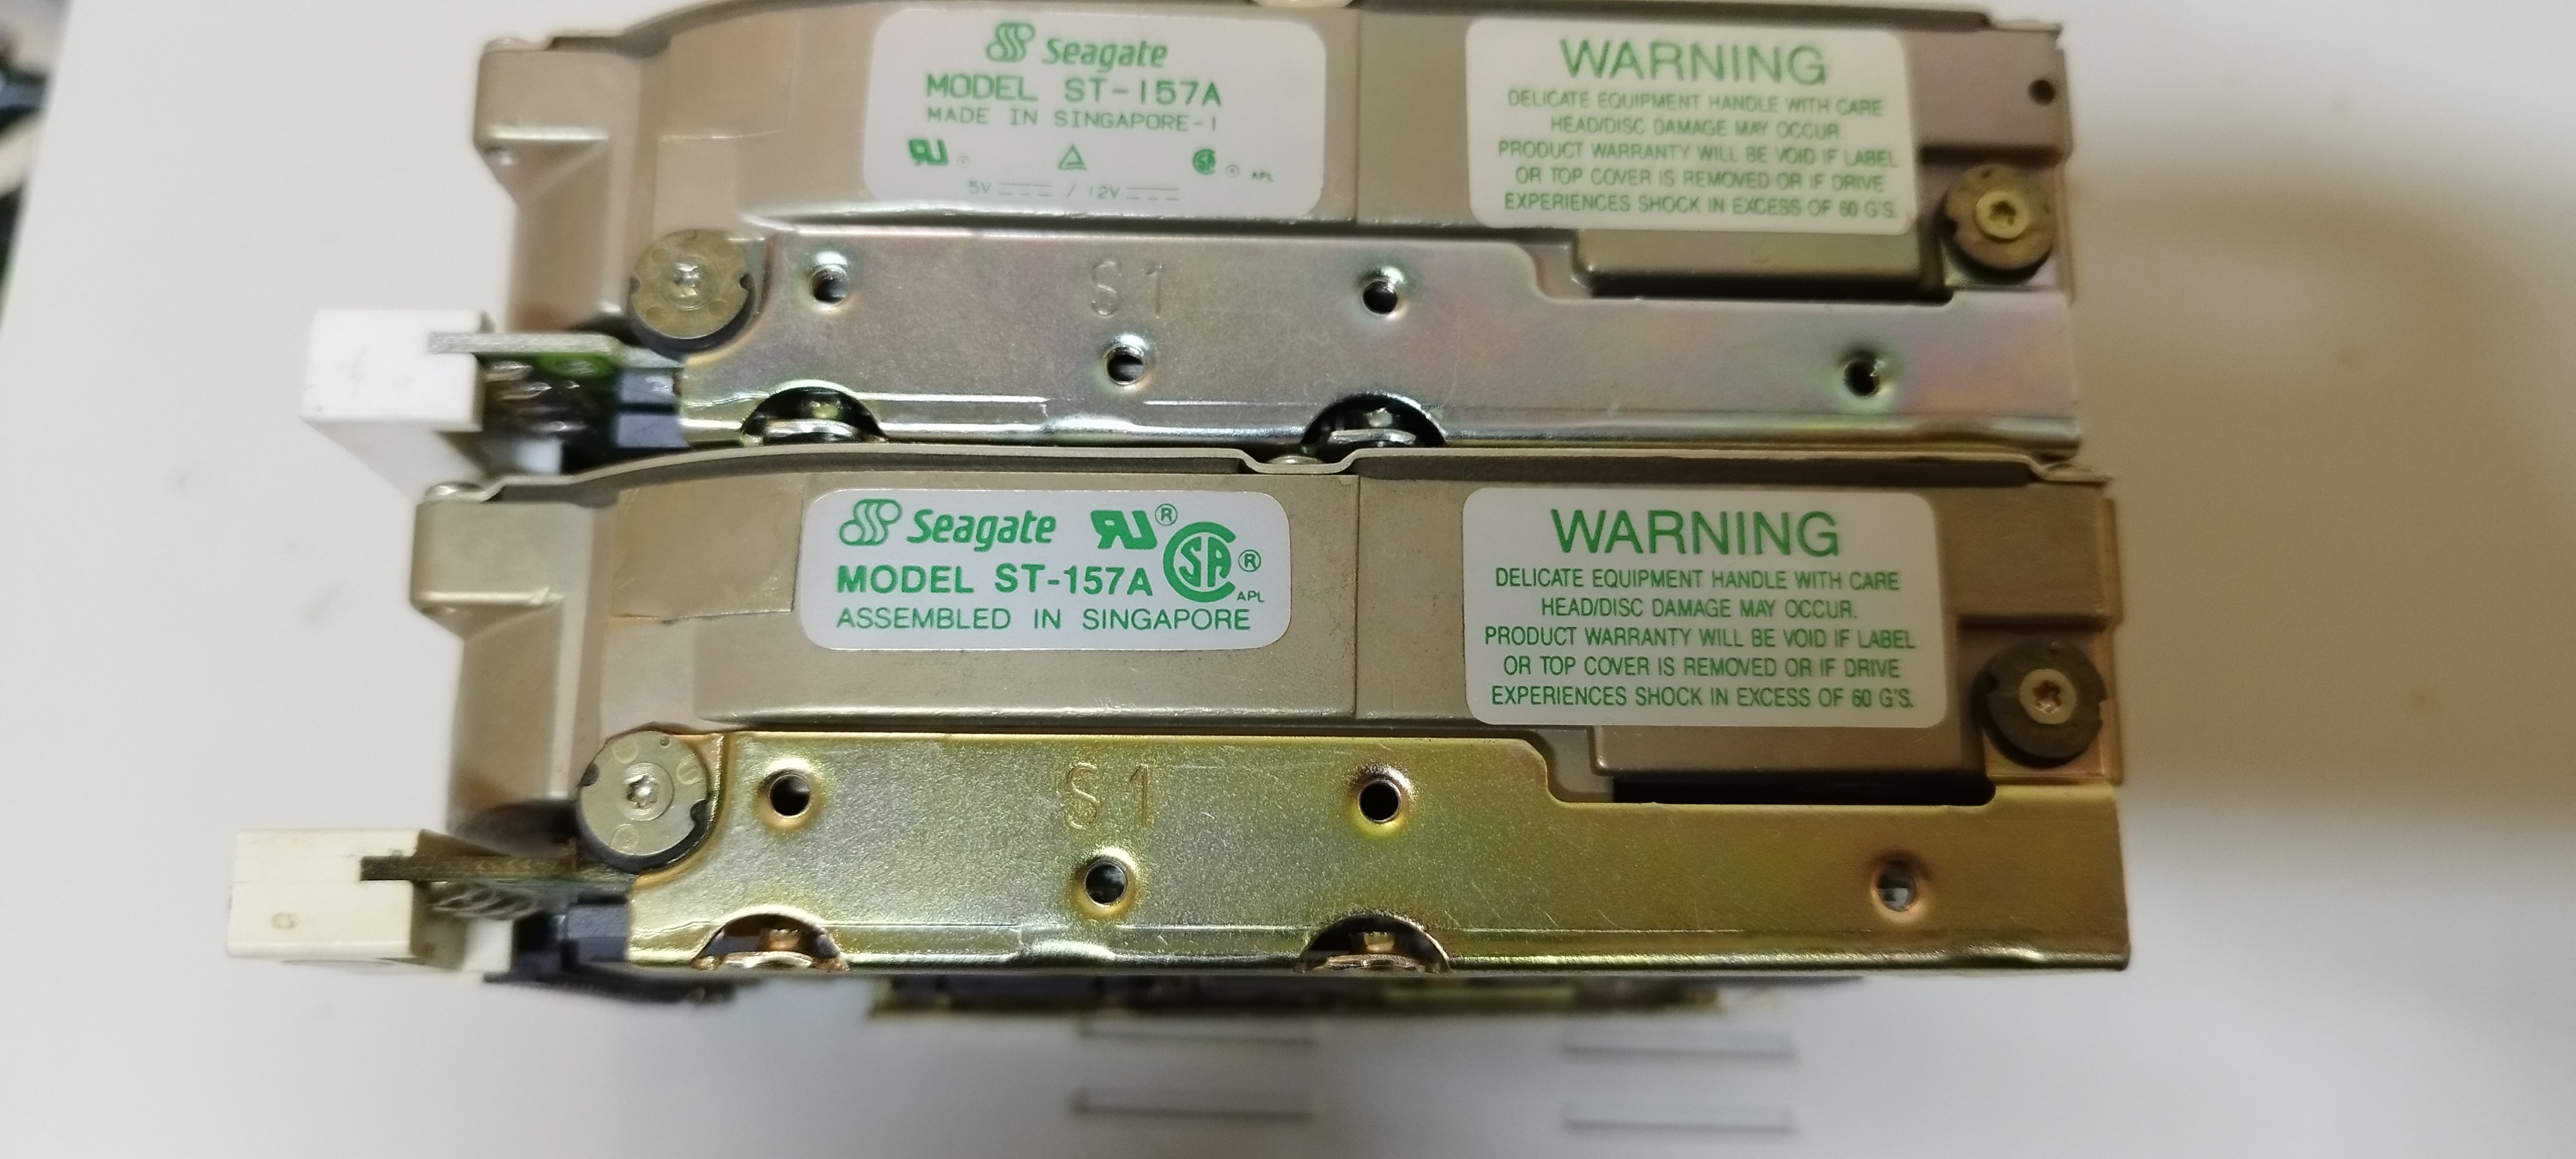 Seagate
MODEL ST-157A
MADE IN SINGAPORE-1
RU ®
SA ® APL
5V / 12V
WARNING
DELICATE EQUIPMENT HANDLE WITH CARE
HEAD/DISC DAMAGE MAY OCCUR.
PRODUCT WARRANTY WILL BE VOID IF LABEL
OR TOP COVER IS REMOVED OR IF DRIVE
EXPERIENCES SHOCK IN EXCESS OF 60 G'S.
S1
Seagate RU ®
MODEL ST-157A SA ® APL
ASSEMBLED IN SINGAPORE
WARNING
DELICATE EQUIPMENT HANDLE WITH CARE
HEAD/DISC DAMAGE MAY OCCUR.
PRODUCT WARRANTY WILL BE VOID IF LABEL
OR TOP COVER IS REMOVED OR IF DRIVE
EXPERIENCES SHOCK IN EXCESS OF 60 G'S.
S1